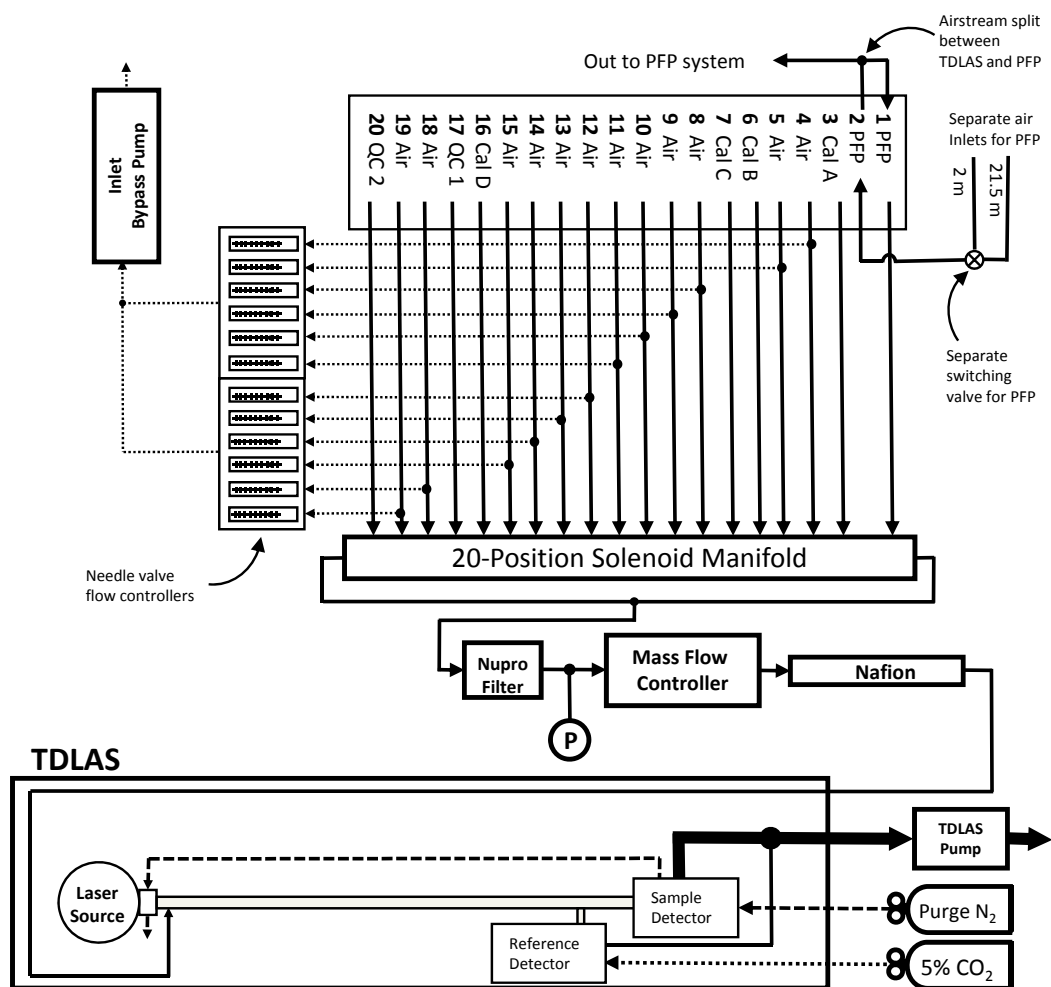 Airstream split
between
TDLAS and PFP
Out to PFP system
Separate air
Inlets for PFP
2 m
21.5 m
Inlet
Bypass Pump
20 QC 2
19 Air
18 Air
17 QC 1
16 Cal D
15 Air
14 Air
13 Air
12 Air
11 Air
10 Air
9 Air
8 Air
7 Cal C
6 Cal B
5 Air
4 Air
3 Cal A
2 PFP
1 PFP
Separate
switching
valve for PFP
20-Position Solenoid Manifold
Needle valve
flow controllers
Nupro
Filter
Mass Flow
Controller
Nafion
P
TDLAS
TDLAS
Pump
Laser
Source
Sample
Detector
Purge N₂
Reference
Detector
5% CO₂